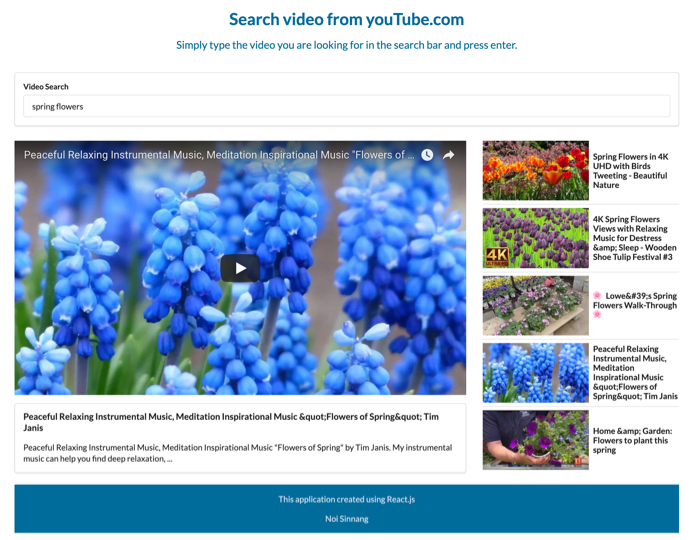 Search video from youTube.com
Simply type the video you are looking for in the search bar and press enter.
Video Search
spring flowers
Peaceful Relaxing Instrumental Music, Meditation Inspirational Music "Flowers of ...
Peaceful Relaxing Instrumental Music, Meditation Inspirational Music &quot;Flowers of Spring&quot; Tim
Janis
Peaceful Relaxing Instrumental Music, Meditation Inspirational Music "Flowers of Spring" by Tim Janis. My instrumental
music can help you find deep relaxation, ...
Spring Flowers in 4K
UHD with Birds
Tweeting - Beautiful
Nature
4K
4K Spring Flowers
Views with Relaxing
Music for Destress
&amp; Sleep - Wooden
Shoe Tulip Festival #3
🌸 Lowe&#39;s Spring
Flowers Walk-Through
🌸
Peaceful Relaxing
Instrumental Music,
Meditation
Inspirational Music
&quot;Flowers of
Spring&quot; Tim Janis
Home &amp; Garden:
Flowers to plant this
spring
This application created using React.js
Noi Sinnang